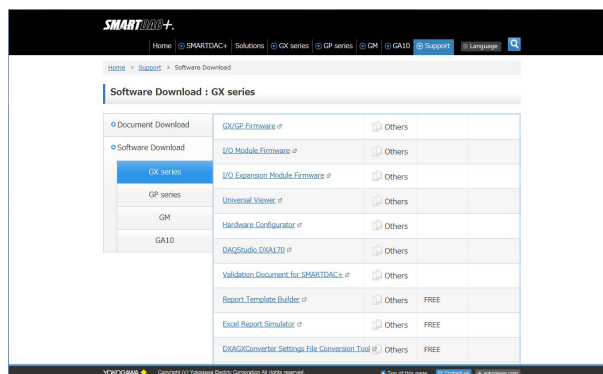 SMARTDAC+.
Home SMARTDAC+ Solutions GX series GP series GM GA10 Support Language
Home > Support > Software Download
Software Download : GX series
Document Download
Software Download
GX series
GP series
GM
GA10
GX/GP Firmware Others
I/O Module Firmware Others
I/O Expansion Module Firmware Others
Universal Viewer Others
Hardware Configurator Others
DAQStudio DXA170 Others
Validation Document for SMARTDAC+ Others
Report Template Builder Others FREE
Excel Report Simulator Others FREE
DXAGXConverter Settings File Conversion Tool Others FREE
YOKOGAWA Copyright (c) Yokogawa Electric Corporation All rights reserved. Top of this page Contact us yokogawa.com